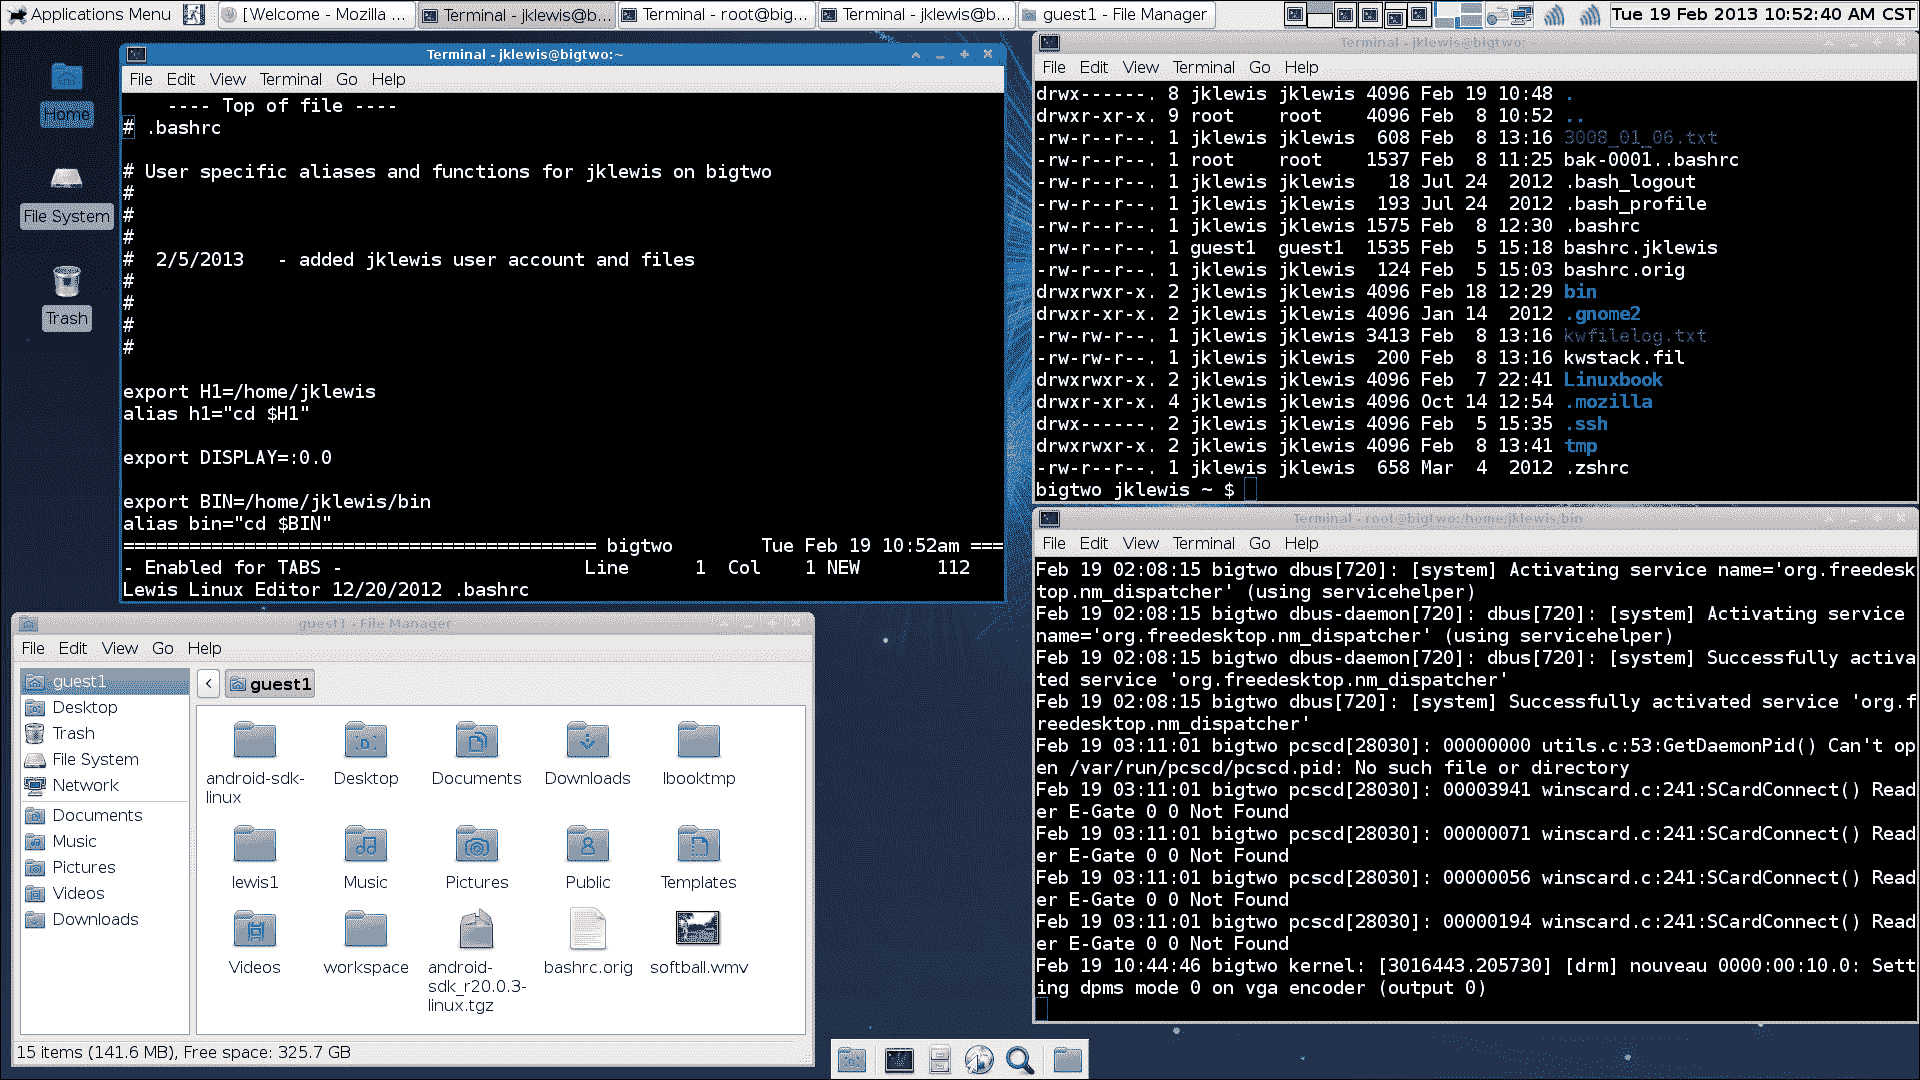 Applications Menu
[Welcome - Mozilla ...
Terminal - jklewis@b...
Terminal - root@big...
Terminal - jklewis@b...
guest1 - File Manager
Tue 19 Feb 2013 10:52:40 AM CST
Home
File System
Trash
Terminal - jklewis@bigtwo:~
File Edit View Terminal Go Help
---- Top of file ----
# .bashrc
# User specific aliases and functions for jklewis on bigtwo
#
#
#
# 2/5/2013 - added jklewis user account and files
#
#
#
#
export H1=/home/jklewis
alias h1="cd $H1"
export DISPLAY=:0.0
export BIN=/home/jklewis/bin
alias bin="cd $BIN"
=========================================== bigtwo Tue Feb 19 10:52am ===
- Enabled for TABS - Line 1 Col 1 NEW 112
Lewis Linux Editor 12/20/2012 .bashrc
Terminal - jklewis@bigtwo:~
File Edit View Terminal Go Help
drwx------. 8 jklewis jklewis 4096 Feb 19 10:48 .
drwxr-xr-x. 9 root root 4096 Feb 8 10:52 ..
-rw-r--r--. 1 jklewis jklewis 608 Feb 8 13:16 3008_01_06.txt
-rw-r--r--. 1 root root 1537 Feb 8 11:25 bak-0001..bashrc
-rw-r--r--. 1 jklewis jklewis 18 Jul 24 2012 .bash_logout
-rw-r--r--. 1 jklewis jklewis 193 Jul 24 2012 .bash_profile
-rw-r--r--. 1 jklewis jklewis 1575 Feb 8 12:30 .bashrc
-rw-r--r--. 1 guest1 guest1 1535 Feb 5 15:18 bashrc.jklewis
-rw-r--r--. 1 jklewis jklewis 124 Feb 5 15:03 bashrc.orig
drwxrwxr-x. 2 jklewis jklewis 4096 Feb 18 12:29 bin
drwxr-xr-x. 2 jklewis jklewis 4096 Jan 14 2012 .gnome2
-rw-rw-r--. 1 jklewis jklewis 3413 Feb 8 13:16 kwfilelog.txt
-rw-rw-r--. 1 jklewis jklewis 200 Feb 8 13:16 kwstack.fil
drwxrwxr-x. 2 jklewis jklewis 4096 Feb 7 22:41 Linuxbook
drwxr-xr-x. 4 jklewis jklewis 4096 Oct 14 12:54 .mozilla
drwx------. 2 jklewis jklewis 4096 Feb 5 15:35 .ssh
drwxrwxr-x. 2 jklewis jklewis 4096 Feb 8 13:41 tmp
-rw-r--r--. 1 jklewis jklewis 658 Mar 4 2012 .zshrc
bigtwo jklewis ~ $
Terminal - root@bigtwo:/home/jklewis/bin
File Edit View Terminal Go Help
Feb 19 02:08:15 bigtwo dbus[720]: [system] Activating service name='org.freedesk
top.nm_dispatcher' (using servicehelper)
Feb 19 02:08:15 bigtwo dbus-daemon[720]: dbus[720]: [system] Activating service
name='org.freedesktop.nm_dispatcher' (using servicehelper)
Feb 19 02:08:15 bigtwo dbus-daemon[720]: dbus[720]: [system] Successfully activa
ted service 'org.freedesktop.nm_dispatcher'
Feb 19 02:08:15 bigtwo dbus[720]: [system] Successfully activated service 'org.f
reedesktop.nm_dispatcher'
Feb 19 03:11:01 bigtwo pcscd[28030]: 00000000 utils.c:53:GetDaemonPid() Can't op
en /var/run/pcscd/pcscd.pid: No such file or directory
Feb 19 03:11:01 bigtwo pcscd[28030]: 00003941 winscard.c:241:SCardConnect() Read
er E-Gate 0 0 Not Found
Feb 19 03:11:01 bigtwo pcscd[28030]: 00000071 winscard.c:241:SCardConnect() Read
er E-Gate 0 0 Not Found
Feb 19 03:11:01 bigtwo pcscd[28030]: 00000056 winscard.c:241:SCardConnect() Read
er E-Gate 0 0 Not Found
Feb 19 03:11:01 bigtwo pcscd[28030]: 00000194 winscard.c:241:SCardConnect() Read
er E-Gate 0 0 Not Found
Feb 19 10:44:46 bigtwo kernel: [3016443.205730] [drm] nouveau 0000:00:10.0: Sett
ing dpms mode 0 on vga encoder (output 0)
guest1 - File Manager
File Edit View Go Help
guest1
Desktop
Trash
File System
Network
Documents
Music
Pictures
Videos
Downloads
guest1
android-sdk-
linux
Desktop
Documents
Downloads
lbooktmp
lewis1
Music
Pictures
Public
Templates
Videos
workspace
android-
sdk_r20.0.3-
linux.tgz
bashrc.orig
softball.wmv
15 items (141.6 MB), Free space: 325.7 GB